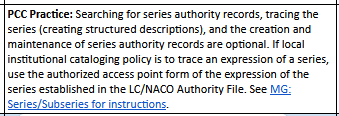 PCC Practice: Searching for series authority records, tracing the
series (creating structured descriptions), and the creation and
maintenance of series authority records are optional. If local
institutional cataloging policy is to trace an expression of a series,
use the authorized access point form of the expression of the
series established in the LC/NACO Authority File. See MG:
Series/Subseries for instructions.